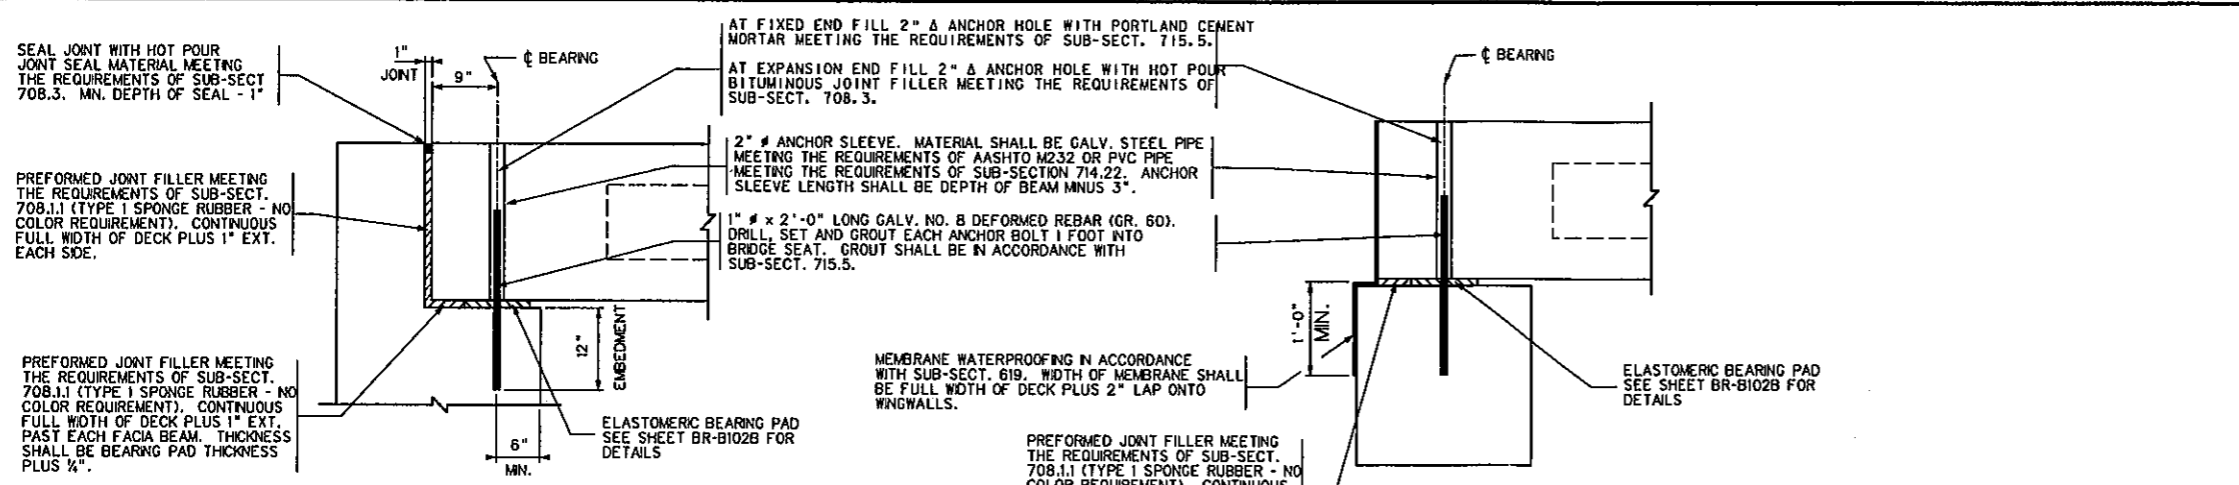 SEAL JOINT WITH HOT POUR
JOINT SEAL MATERIAL MEETING
THE REQUIREMENTS OF SUB-SECT
708.3. MN. DEPTH OF SEAL - 1"
1"
JOINT
9"
℄ BEARING
AT FIXED END FILL 2" Δ ANCHOR HOLE WITH PORTLAND CEMENT
MORTAR MEETING THE REQUIREMENTS OF SUB-SECT. 715.5.
AT EXPANSION END FILL 2" Δ ANCHOR HOLE WITH HOT POUR
BITUMINOUS JOINT FILLER MEETING THE REQUIREMENTS OF
SUB-SECT. 708.3.
℄ BEARING
2" ø ANCHOR SLEEVE. MATERIAL SHALL BE GALV. STEEL PIPE
MEETING THE REQUIREMENTS OF AASHTO M232 OR PVC PIPE
MEETING THE REQUIREMENTS OF SUB-SECTION 714.22. ANCHOR
SLEEVE LENGTH SHALL BE DEPTH OF BEAM MINUS 3".
PREFORMED JOINT FILLER MEETING
THE REQUIREMENTS OF SUB-SECT.
708.1.1 (TYPE 1 SPONGE RUBBER - NO
COLOR REQUIREMENT). CONTINUOUS
FULL WIDTH OF DECK PLUS 1" EXT.
EACH SIDE.
1" ø x 2'-0" LONG GALV. NO. 8 DEFORMED REBAR (GR. 60).
DRILL, SET AND GROUT EACH ANCHOR BOLT 1 FOOT INTO
BRIDGE SEAT. GROUT SHALL BE IN ACCORDANCE WITH
SUB-SECT. 715.5.
PREFORMED JOINT FILLER MEETING
THE REQUIREMENTS OF SUB-SECT.
708.1.1 (TYPE 1 SPONGE RUBBER - NO
COLOR REQUIREMENT). CONTINUOUS
FULL WIDTH OF DECK PLUS 1" EXT.
PAST EACH FACIA BEAM. THICKNESS
SHALL BE BEARING PAD THICKNESS
PLUS ¼".
12"
EMBEDMENT
6"
MIN.
ELASTOMERIC BEARING PAD
SEE SHEET BR-B102B FOR
DETAILS
1'-0"
MIN.
MEMBRANE WATERPROOFING IN ACCORDANCE
WITH SUB-SECT. 619. WIDTH OF MEMBRANE SHALL
BE FULL WIDTH OF DECK PLUS 2" LAP ONTO
WINGWALLS.
ELASTOMERIC BEARING PAD
SEE SHEET BR-B102B FOR
DETAILS
PREFORMED JOINT FILLER MEETING
THE REQUIREMENTS OF SUB-SECT.
708.1.1 (TYPE 1 SPONGE RUBBER - NO
COLOR REQUIREMENT). CONTINUOUS